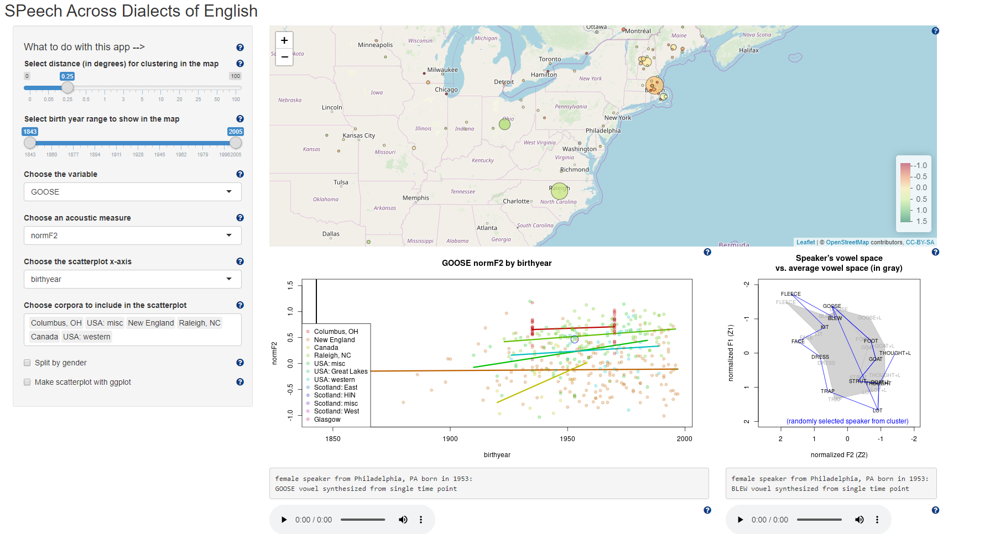 SPeech Across Dialects of English
What to do with this app -->
Select distance (in degrees) for clustering in the map
0 0.25 100
0 0.05 0.25 0.5 1 3 5 10 20 25 50 100
Select birth year range to show in the map
1843 2005
1843 1860 1877 1894 1911 1928 1945 1962 1979 1996 2005
Choose the variable
GOOSE
Choose an acoustic measure
normF2
Choose the scatterplot x-axis
birthyear
Choose corpora to include in the scatterplot
Columbus, OH USA: misc New England Raleigh, NC
Canada USA: western
Split by gender
Make scatterplot with ggplot
+
−
Ottawa
Montréal
Maine
Nova Scotia
Halifax
Minneapolis
Wisconsin
Michigan
Toronto
Hamilton
New York
Milwaukee
Chicago
Detroit
Iowa
Nebraska
Lincoln
Pennsylvania
New York
Philadelphia
Ohio
Illinois
Indiana
Kansas City
Kansas
Missouri
West Virginia
Washington
Virginia
Richmond
Kentucky
Tulsa
Oklahoma
Memphis
Tennessee
Arkansas
Raleigh
Charlotte
North Carolina
Atlanta
South Carolina
Dallas
Mississippi
Alabama
Georgia
Bermuda
-1.0
-0.5
0.0
0.5
1.0
1.5
Leaflet | © OpenStreetMap contributors, CC-BY-SA
GOOSE normF2 by birthyear
normF2
1.5
1.0
0.5
0.0
-0.5
-1.0
Columbus, OH
New England
Canada
Raleigh, NC
USA: misc
USA: Great Lakes
USA: western
Scotland: East
Scotland: HIN
Scotland: misc
Scotland: West
Glasgow
1850 1900 1950 2000
birthyear
Speaker's vowel space
vs. average vowel space (in gray)
normalized F1 (Z1)
-2
-1
0
1
2
FLEECE
FLEECE
GOOSE
BLEW
GOOSE+L
KIT
KIT
FACE
FACE
FOOT
GOAT+L
THOUGHT+L
DRESS
DRESS
GOAT
THOUGHT+L
STRUT
THOUGHT
TRAP
TRAP
LOT
(randomly selected speaker from cluster)
2 1 0 -1 -2
normalized F2 (Z2)
female speaker from Philadelphia, PA born in 1953:
GOOSE vowel synthesized from single time point
female speaker from Philadelphia, PA born in 1953:
BLEW vowel synthesized from single time point
0:00 / 0:00
0:00 / 0:00